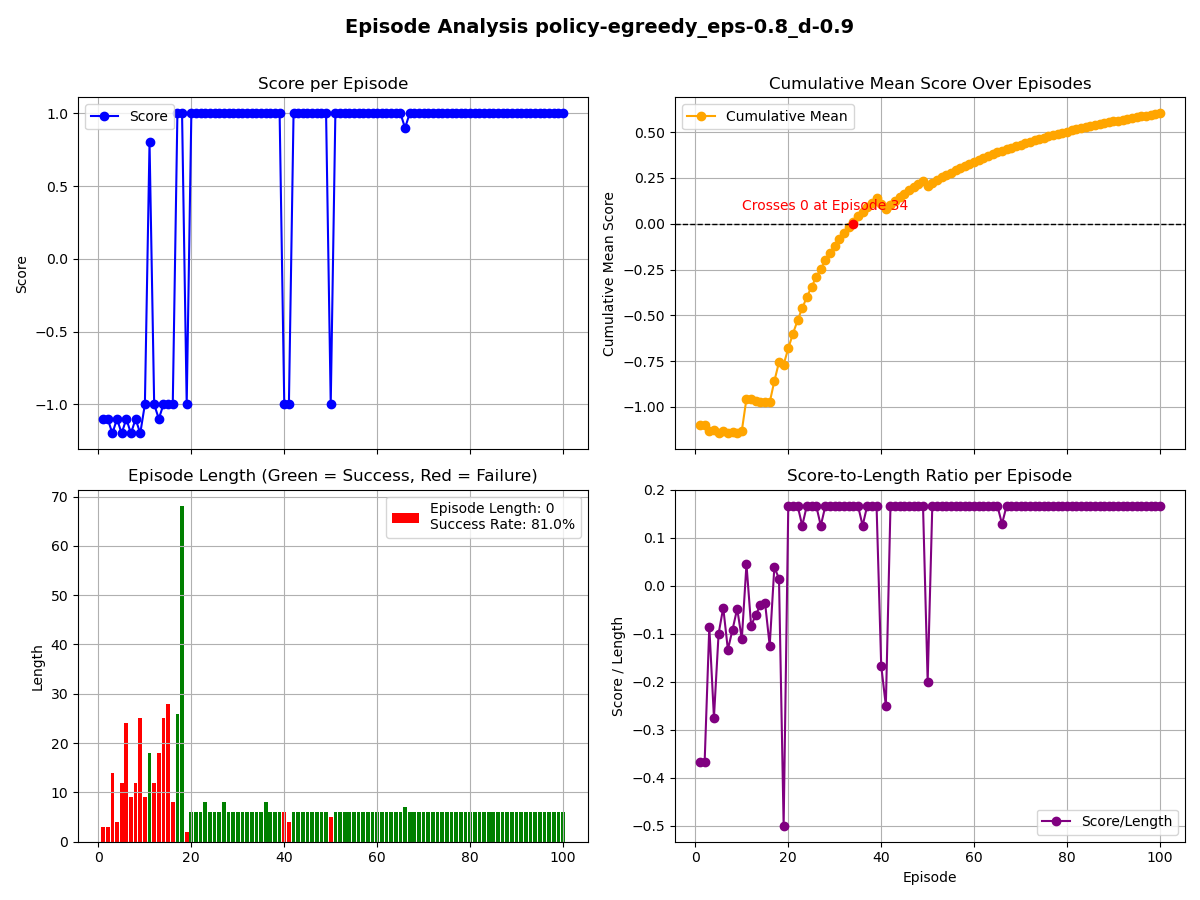 Episode Analysis policy-egreedy_eps-0.8_d-0.9
Score per Episode
Score
1.0
0.5
0.0
−0.5
−1.0
Score
Cumulative Mean Score Over Episodes
Cumulative Mean
Crosses 0 at Episode 34
0.50
0.25
0.00
−0.25
−0.50
−0.75
−1.00
Cumulative Mean Score
Episode Length (Green = Success, Red = Failure)
Episode Length: 0
Success Rate: 81.0%
70
60
50
40
30
20
10
0
Length
0 20 40 60 80 100
Score-to-Length Ratio per Episode
0.2
0.1
0.0
−0.1
−0.2
−0.3
−0.4
−0.5
Score / Length
Score/Length
0 20 40 60 80 100
Episode